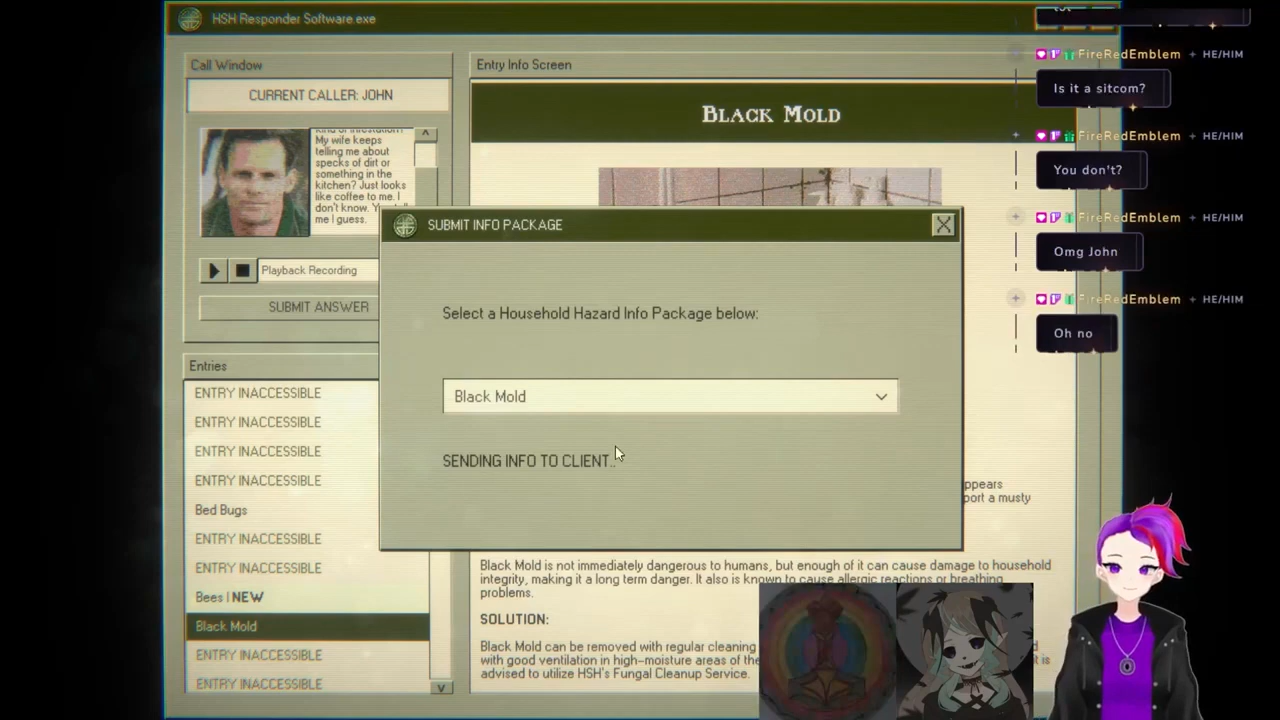 HSH Responder Software exe
Call Window
CURRENT CALLER: JOHN
kind of infestation?
My wife keeps
telling me about
specks of dirt or
something in the
kitchen? Just looks
like coffee to me. I
don't know.
me I guess.
Playback Recording
SUBMIT ANSWER
Entries
ENTRY INACCESSIBLE
ENTRY INACCESSIBLE
ENTRY INACCESSIBLE
ENTRY INACCESSIBLE
Bed Bugs
ENTRY INACCESSIBLE
ENTRY INACCESSIBLE
Bees | NEW
Black Mold
ENTRY INACCESSIBLE
ENTRY INACCESSIBLE
Entry Info Screen
BLACK MOLD
SUBMIT INFO PACKAGE
Select a Household Hazard Info Package below:
Black Mold
SENDING INFO TO CLIENT..
ppears
port a musty
Black Mold is not immediately dangerous to humans, but enough of it can cause damage to household
integrity, making it a long term danger. It also is known to cause allergic reactions or breathing
problems.
SOLUTION:
Black Mold can be removed with regular cleaning
with good ventilation in high-moisture areas of the
t is
advised to utilize HSH's Fungal Cleanup Service.
FireRedEmblem + HE/HIM
Is it a sitcom?
FireRedEmblem + HE/HIM
You don't?
FireRedEmblem + HE/HIM
Omg John
FireRedEmblem + HE/HIM
Oh no